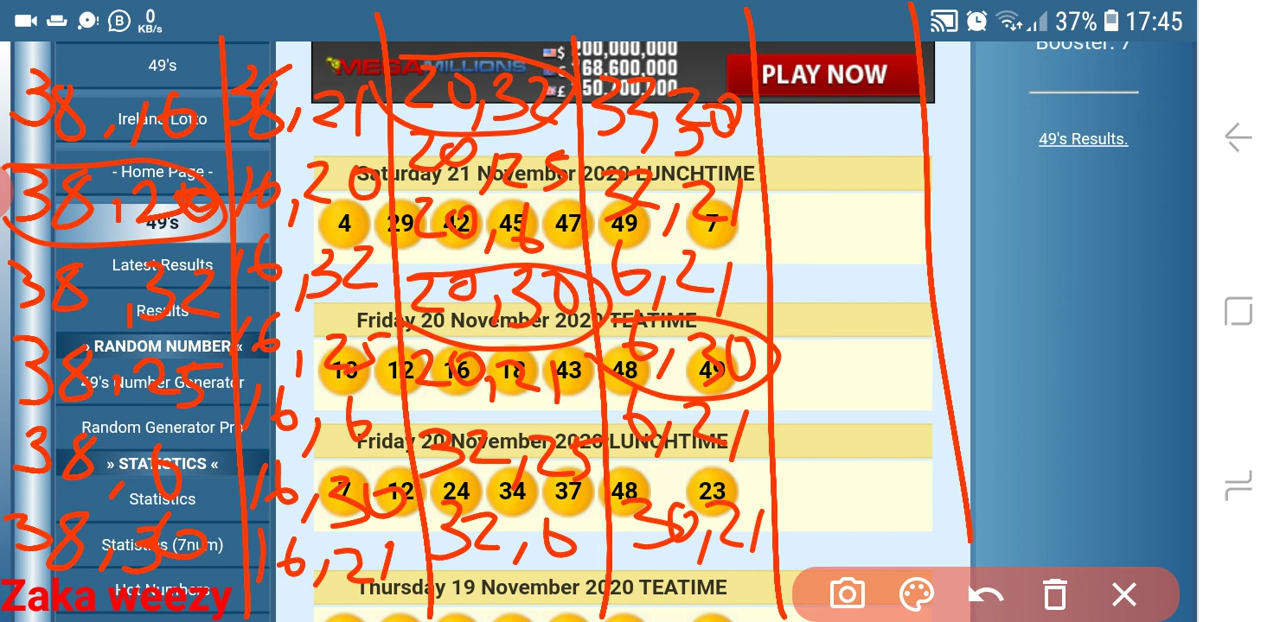 0 KB/s 37% 17:45
49's
Ireland Lotto
- Home Page -
49's
Latest Results
Results
» RANDOM NUMBER «
49's Number Generator
Random Generator Pro
» STATISTICS «
Statistics
Statistics (7num)
Hot Numbers
Zaka weezy
MEGAMILLIONS
$ 200,000,000
168,600,000
£ 150,700,000
PLAY NOW
Booster: 7
49's Results.
Saturday 21 November 2020 LUNCHTIME
4 29 42 45 47 49 7
Friday 20 November 2020 TEATIME
10 12 16 18 43 48 49
Friday 20 November 2020 LUNCHTIME
7 12 24 34 37 48 23
Thursday 19 November 2020 TEATIME
38,16
38,20
38,32
38,25
38,6
38,30
38,21
16,20
16,32
16,25
16,6
16,30
16,21
20,32
20,25
20,6
20,30
20,21
32,25
32,6
32,30
32,21
6,21
6,30
6,21
30,21